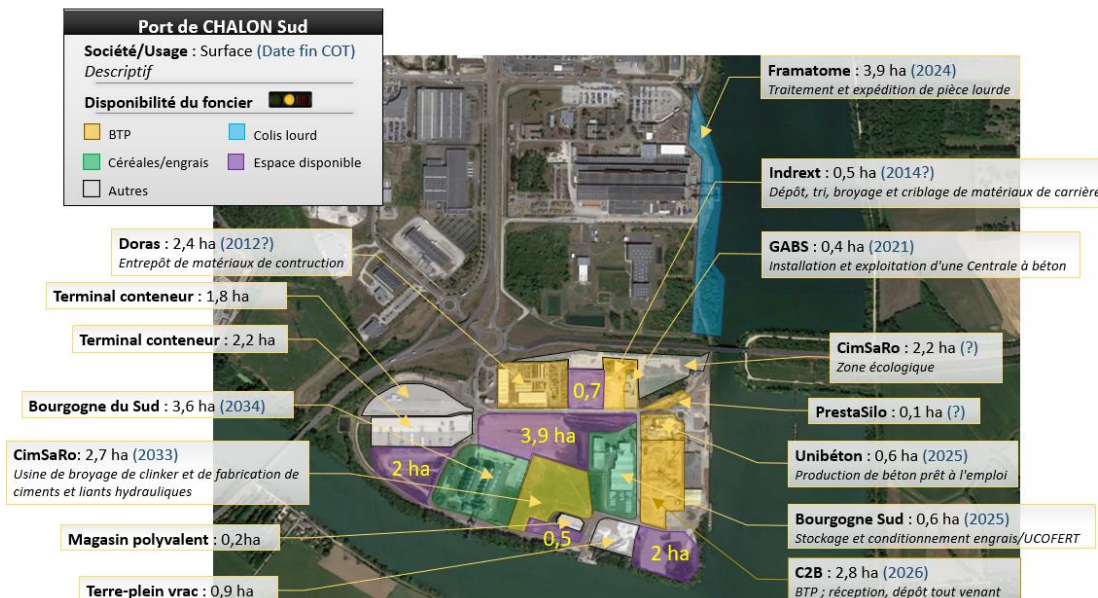 Port de CHALON Sud
Société/Usage : Surface (Date fin COT)
Descriptif
Disponibilité du foncier
BTP
Colis lourd
Céréales/engrais
Espace disponible
Autres
Framatome : 3,9 ha (2024)
Traitement et expédition de pièce lourde
Indrext : 0,5 ha (2014?)
Dépôt, tri, broyage et criblage de matériaux de carrière
GABS : 0,4 ha (2021)
Installation et exploitation d'une Centrale à béton
Doras : 2,4 ha (2012?)
Entrepôt de matériaux de contruction
Terminal conteneur : 1,8 ha
Terminal conteneur : 2,2 ha
Bourgogne du Sud : 3,6 ha (2034)
CimSaRo: 2,7 ha (2033)
Usine de broyage de clinker et de fabrication de
ciments et liants hydrauliques
Magasin polyvalent : 0,2ha
Terre-plein vrac : 0,9 ha
0,7
3,9 ha
2 ha
0,5
2 ha
CimSaRo : 2,2 ha (?)
Zone écologique
PrestaSilo : 0,1 ha (?)
Unibéton : 0,6 ha (2025)
Production de béton prêt à l'emploi
Bourgogne Sud : 0,6 ha (2025)
Stockage et conditionnement engrais/UCOFERT
C2B : 2,8 ha (2026)
BTP ; réception, dépôt tout venant